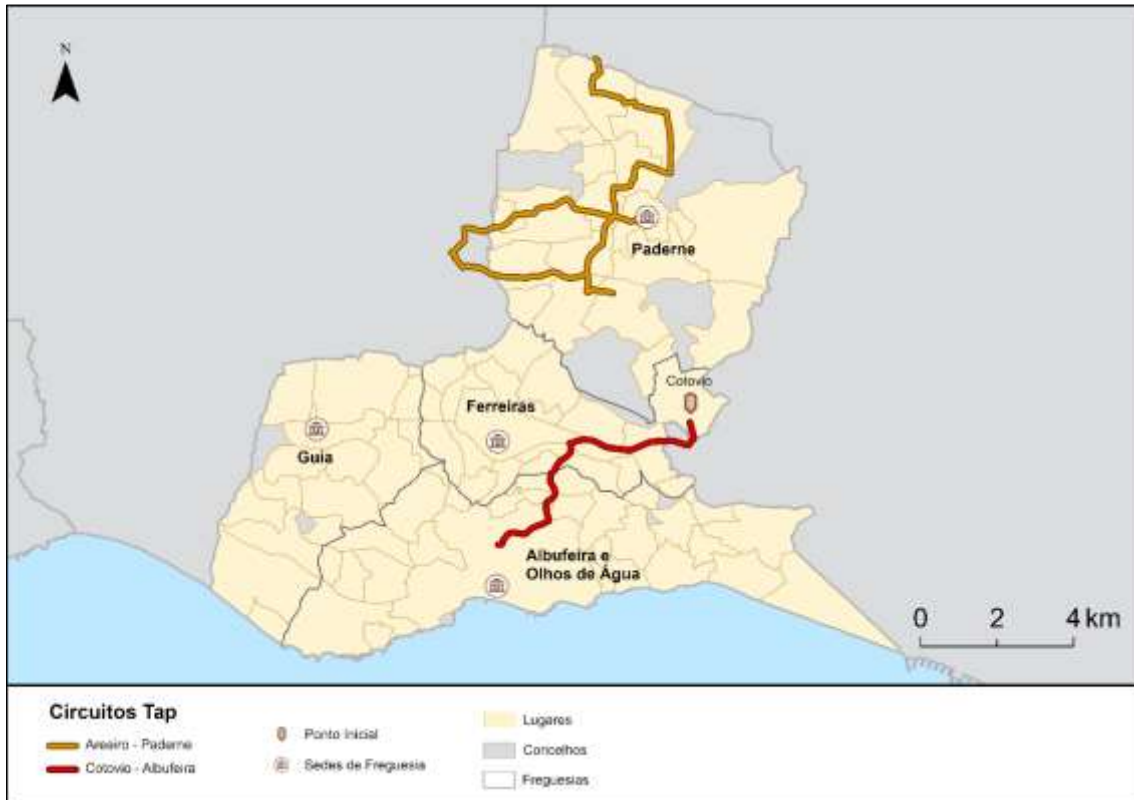 N
Paderne
Cotovio
Ferreiras
Guia
Albufeira e
Olhos de Água
0 2 4 km
Circuitos Tap
Areeiro - Paderne
Cotovio - Albufeira
Ponto Inicial
Sedes de Freguesia
Lugares
Concelhos
Freguesias